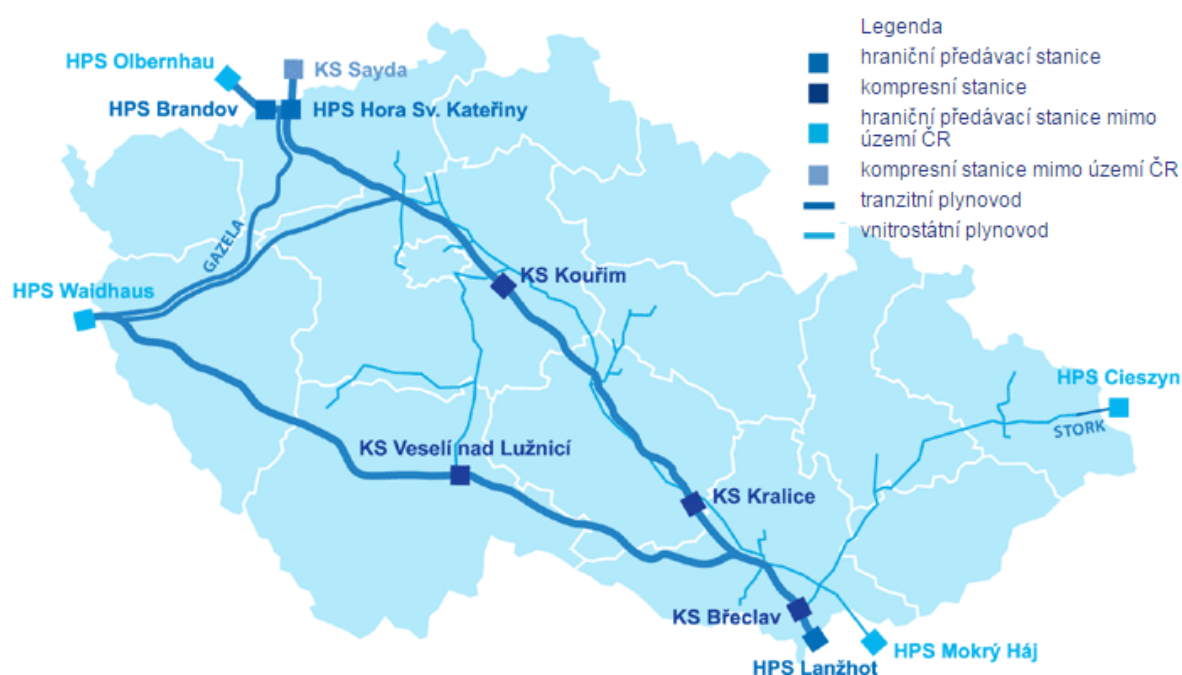 Legenda
hraniční předávací stanice
kompresní stanice
hraniční předávací stanice mimo
území ČR
kompresní stanice mimo území ČR
tranzitní plynovod
vnitrostátní plynovod
HPS Olbernhau
KS Sayda
HPS Brandov
HPS Hora Sv. Kateřiny
GAZELA
KS Kouřim
HPS Waidhaus
HPS Cieszyn
STORK
KS Veselí nad Lužnicí
KS Kralice
KS Břeclav
HPS Mokrý Háj
HPS Lanžhot